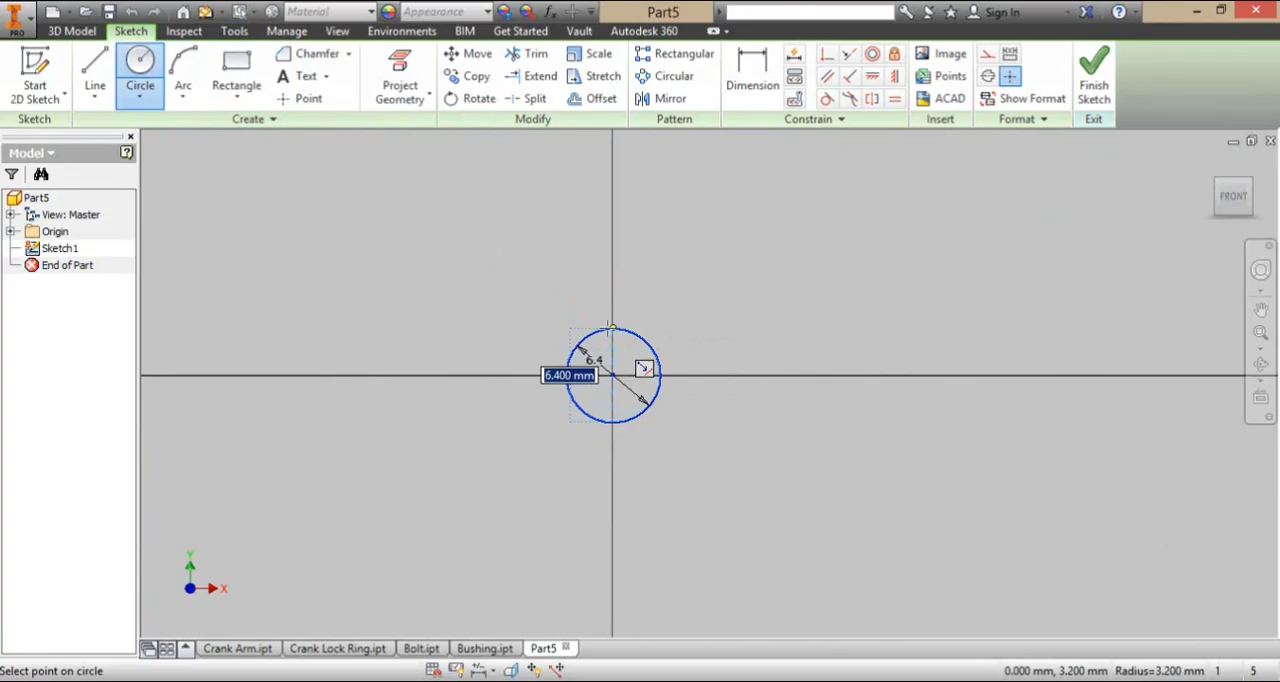 Material Appearance Part5 Sign In
PRO 3D Model Sketch Inspect Tools Manage View Environments BIM Get Started Vault Autodesk 360
Chamfer Move Trim Scale Rectangular Image
Start 2D Sketch Line Circle Arc Rectangle Text Project Geometry Copy Extend Stretch Circular Dimension Points Finish Sketch
Point Rotate Split Offset Mirror ACAD Show Format
Sketch Create Modify Pattern Constrain Insert Format Exit
Model
Part5
View: Master
Origin
Sketch1
End of Part
FRONT
6.4
6.400 mm
Y
X
Crank Arm.ipt Crank Lock Ring.ipt Bolt.ipt Bushing.ipt Part5
Select point on circle 0.000 mm, 3.200 mm Radius=3.200 mm 1 5